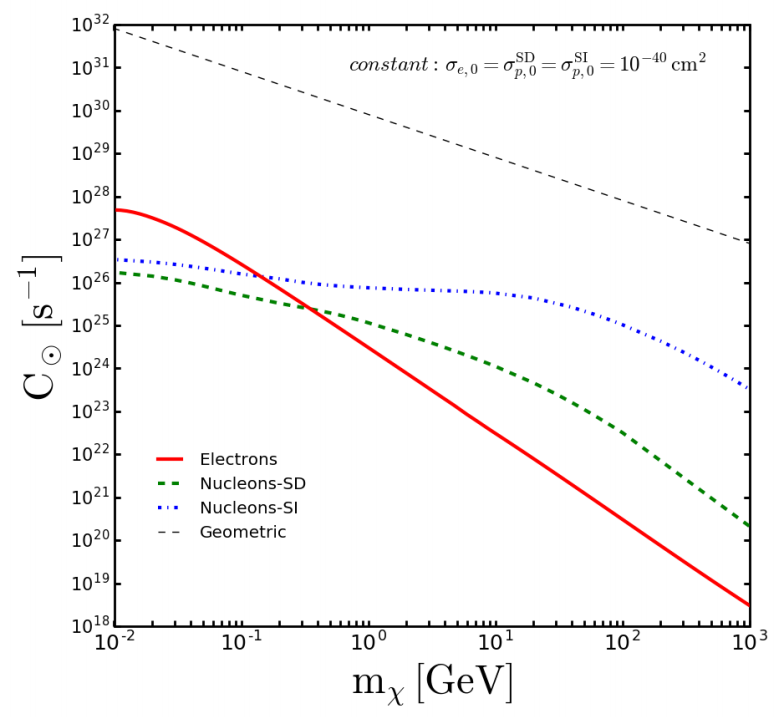 10^32
constant: σ_{e,0} = σ_{p,0}^{SD} = σ_{p,0}^{SI} = 10^−40 cm^2
10^31
10^30
10^29
10^28
10^27
10^26
10^25
10^24
10^23
10^22
10^21
10^20
10^19
10^18
C_⊙ [s^−1]
Electrons
Nucleons-SD
Nucleons-SI
Geometric
10^-2 10^-1 10^0 10^1 10^2 10^3
m_χ [GeV]